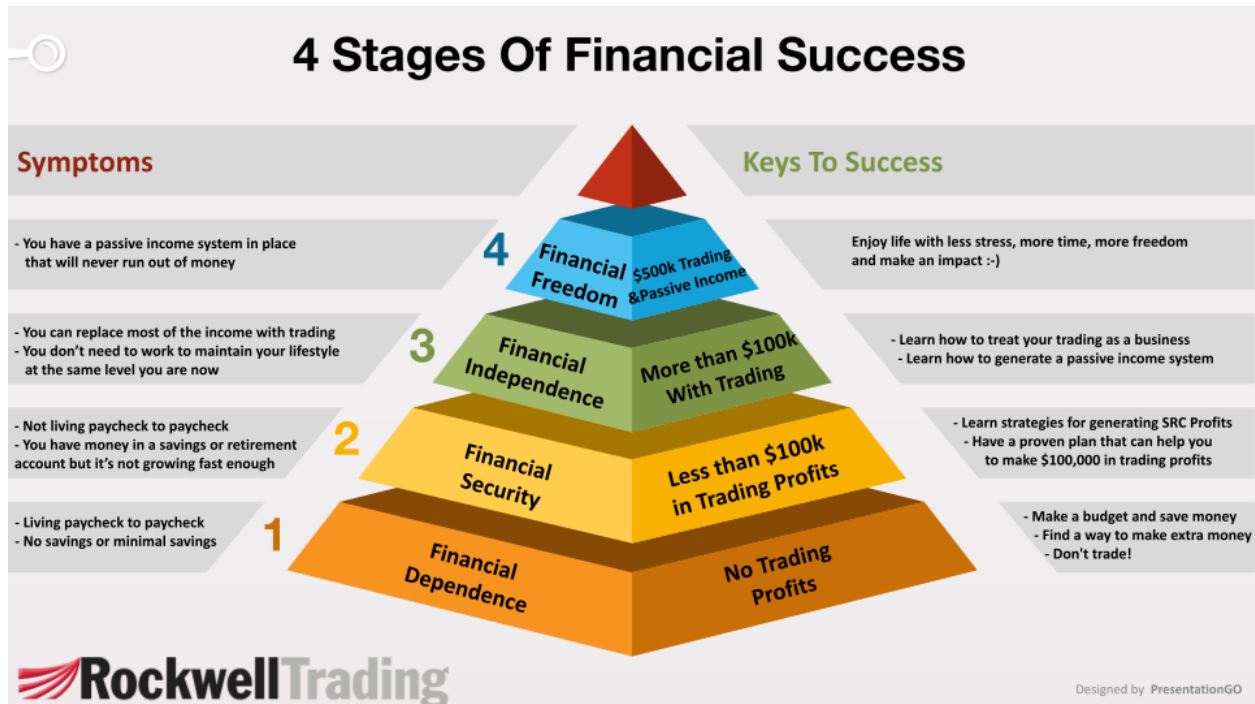 4 Stages Of Financial Success
Symptoms
Keys To Success
- You have a passive income system in place
that will never run out of money
4
Financial
Freedom
$500k Trading
&Passive Income
Enjoy life with less stress, more time, more freedom
and make an impact :-)
- You can replace most of the income with trading
- You don't need to work to maintain your lifestyle
at the same level you are now
3
Financial
Independence
More than $100k
With Trading
- Learn how to treat your trading as a business
- Learn how to generate a passive income system
- Not living paycheck to paycheck
- You have money in a savings or retirement
account but it's not growing fast enough
2
Financial
Security
Less than $100k
in Trading Profits
- Learn strategies for generating SRC Profits
- Have a proven plan that can help you
to make $100,000 in trading profits
- Living paycheck to paycheck
- No savings or minimal savings
1
Financial
Dependence
No Trading
Profits
- Make a budget and save money
- Find a way to make extra money
- Don't trade!
RockwellTrading
Designed by PresentationGO